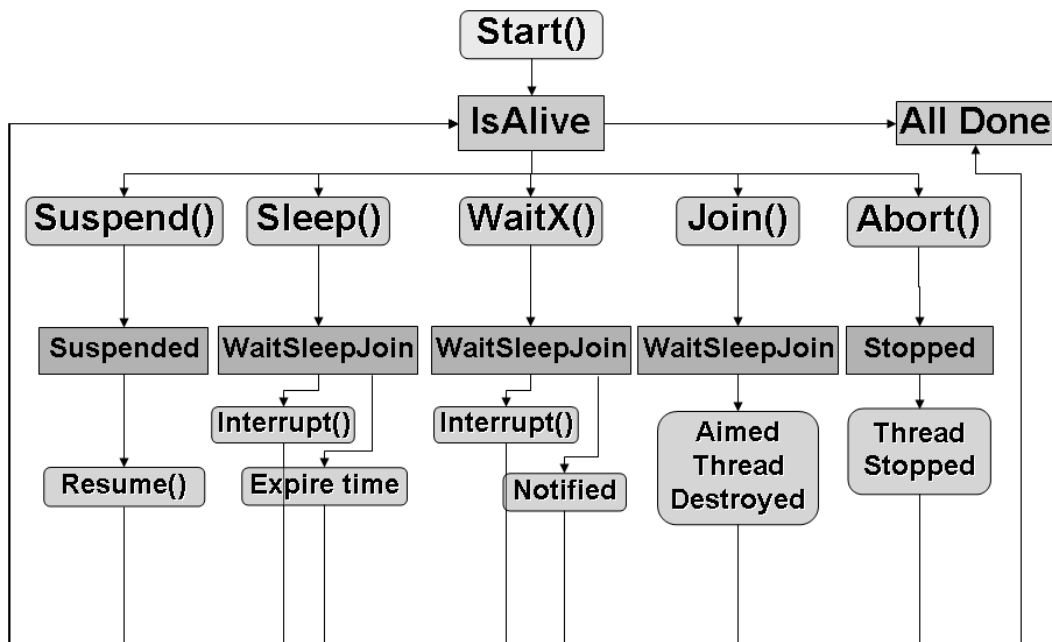 Start()
IsAlive
All Done
Suspend()
Sleep()
WaitX()
Join()
Abort()
Suspended
WaitSleepJoin
WaitSleepJoin
WaitSleepJoin
Stopped
Interrupt()
Interrupt()
Aimed
Thread
Destroyed
Thread
Stopped
Resume()
Expire time
Notified